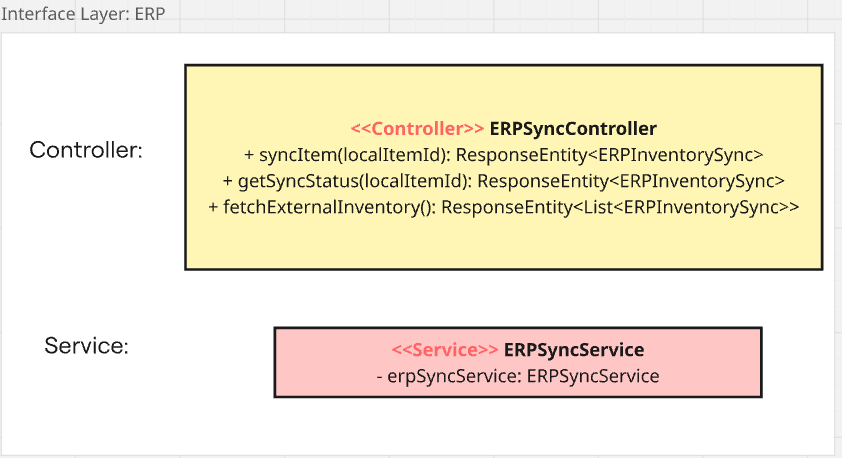 Interface Layer: ERP
Controller:
<<Controller>> ERPSyncController
+ syncItem(localItemId): ResponseEntity<ERPInventorySync>
+ getSyncStatus(localItemId): ResponseEntity<ERPInventorySync>
+ fetchExternalInventory(): ResponseEntity<List<ERPInventorySync>>
Service:
<<Service>> ERPSyncService
- erpSyncService: ERPSyncService